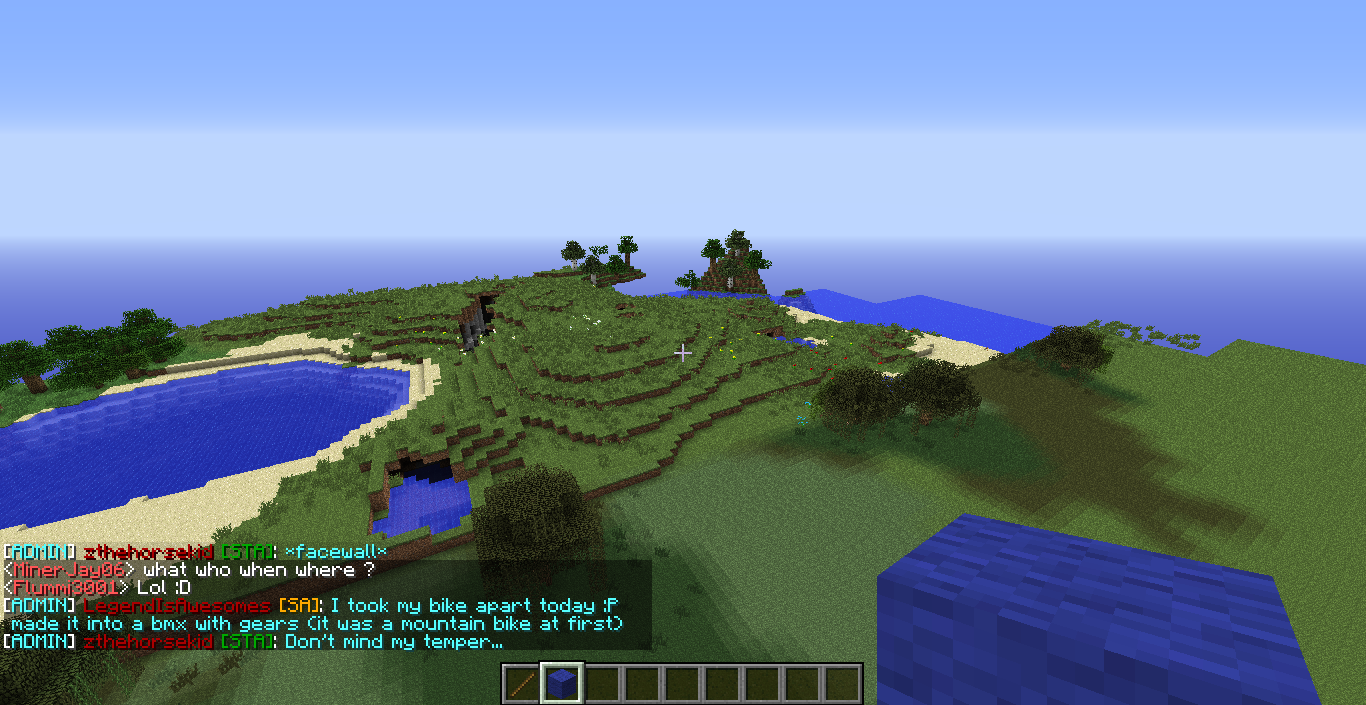 [ADMIN] zthehorsekid [STA]: *facewall*
<MinerJay06> what who when where ?
<Flummi3001> Lol :D
[ADMIN] LegendIsAwesomes [SA]: I took my bike apart today :P
made it into a bmx with gears (it was a mountain bike at first)
[ADMIN] zthehorsekid [STA]: Don't mind my temper...